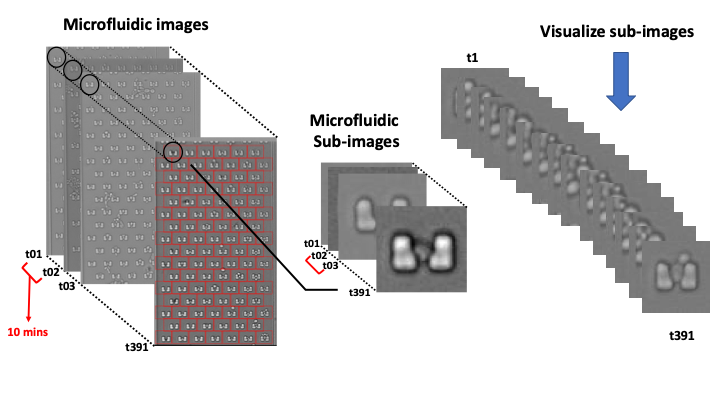 Microfluidic images
Visualize sub-images
t1
Microfluidic
Sub-images
t01
t02
t03
10 mins
t391
t01
t02
t03
t391
t391